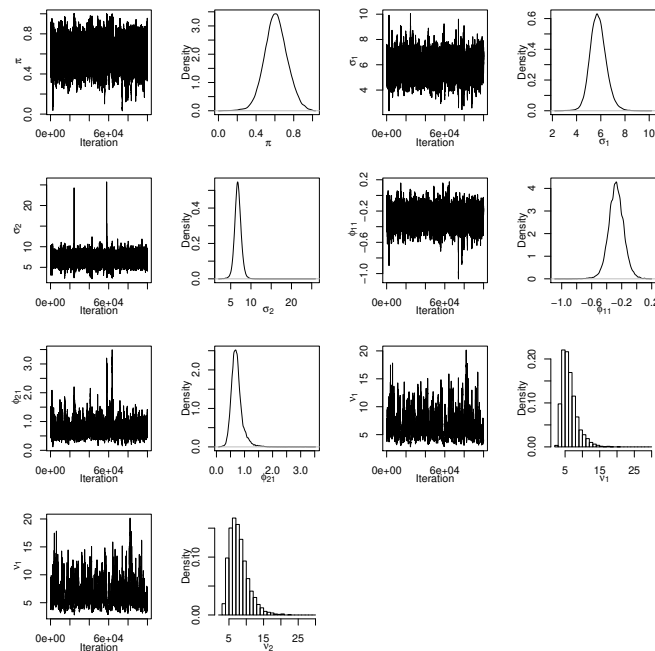 π
0.0 0.4 0.8
0e+00 6e+04
Iteration
Density
0.0 1.0 2.0 3.0
0.0 0.4 0.8
π
σ1
4 6 8 10
0e+00 6e+04
Iteration
Density
0.0 0.2 0.4 0.6
2 4 6 8 10
σ1
σ2
5 10 20
0e+00 6e+04
Iteration
Density
0.0 0.2 0.4
5 10 20
σ2
ϕ11
−1.0 −0.6 −0.2 0.2
0e+00 6e+04
Iteration
Density
0 1 2 3 4
−1.0 −0.6 −0.2 0.2
ϕ11
ϕ21
0.0 1.0 2.0 3.0
0e+00 6e+04
Iteration
Density
0.0 1.0 2.0
0.0 1.0 2.0 3.0
ϕ21
ν1
5 10 15 20
0e+00 6e+04
Iteration
Density
0.00 0.10 0.20
5 15 25
ν1
ν1
5 10 15 20
0e+00 6e+04
Iteration
Density
0.00 0.10
5 15 25
ν2